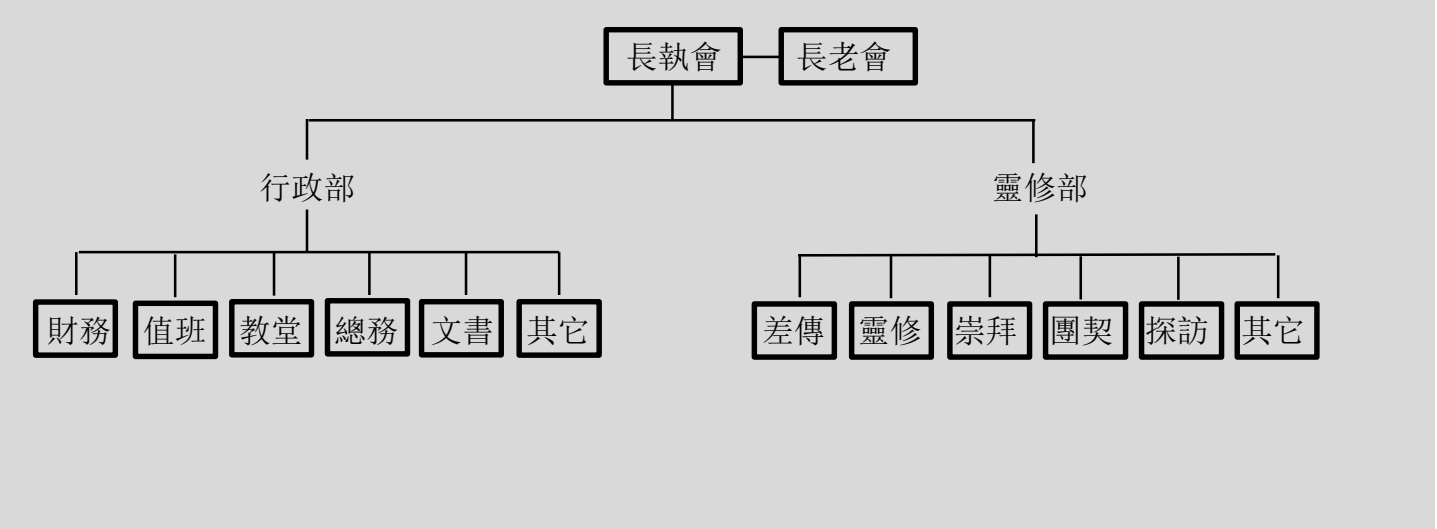 長執會 長老會
行政部 靈修部
財務 值班 教堂 總務 文書 其它 差傳 靈修 崇拜 團契 探訪 其它